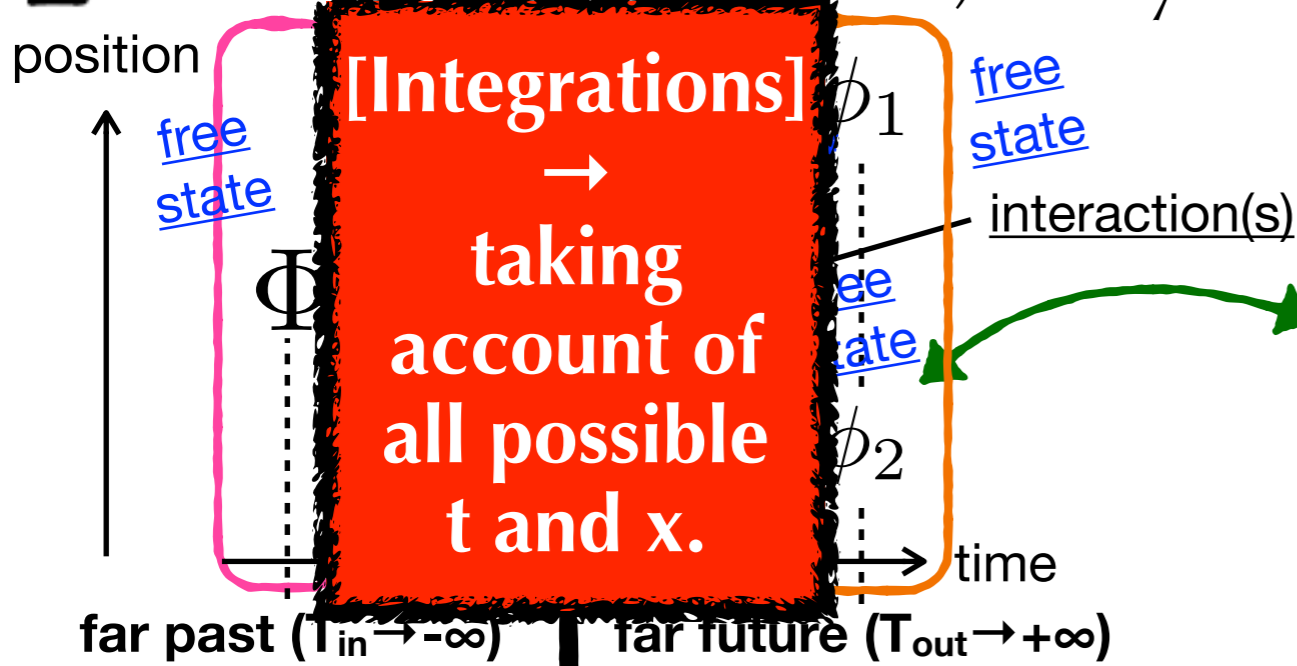 position
free
state
Φ
[Integrations]
→
taking
account of
all possible
t and x.
ϕ1
free
state
interaction(s)
ϕ2
time
far past (Tin→-∞)
far future (Tout→+∞)